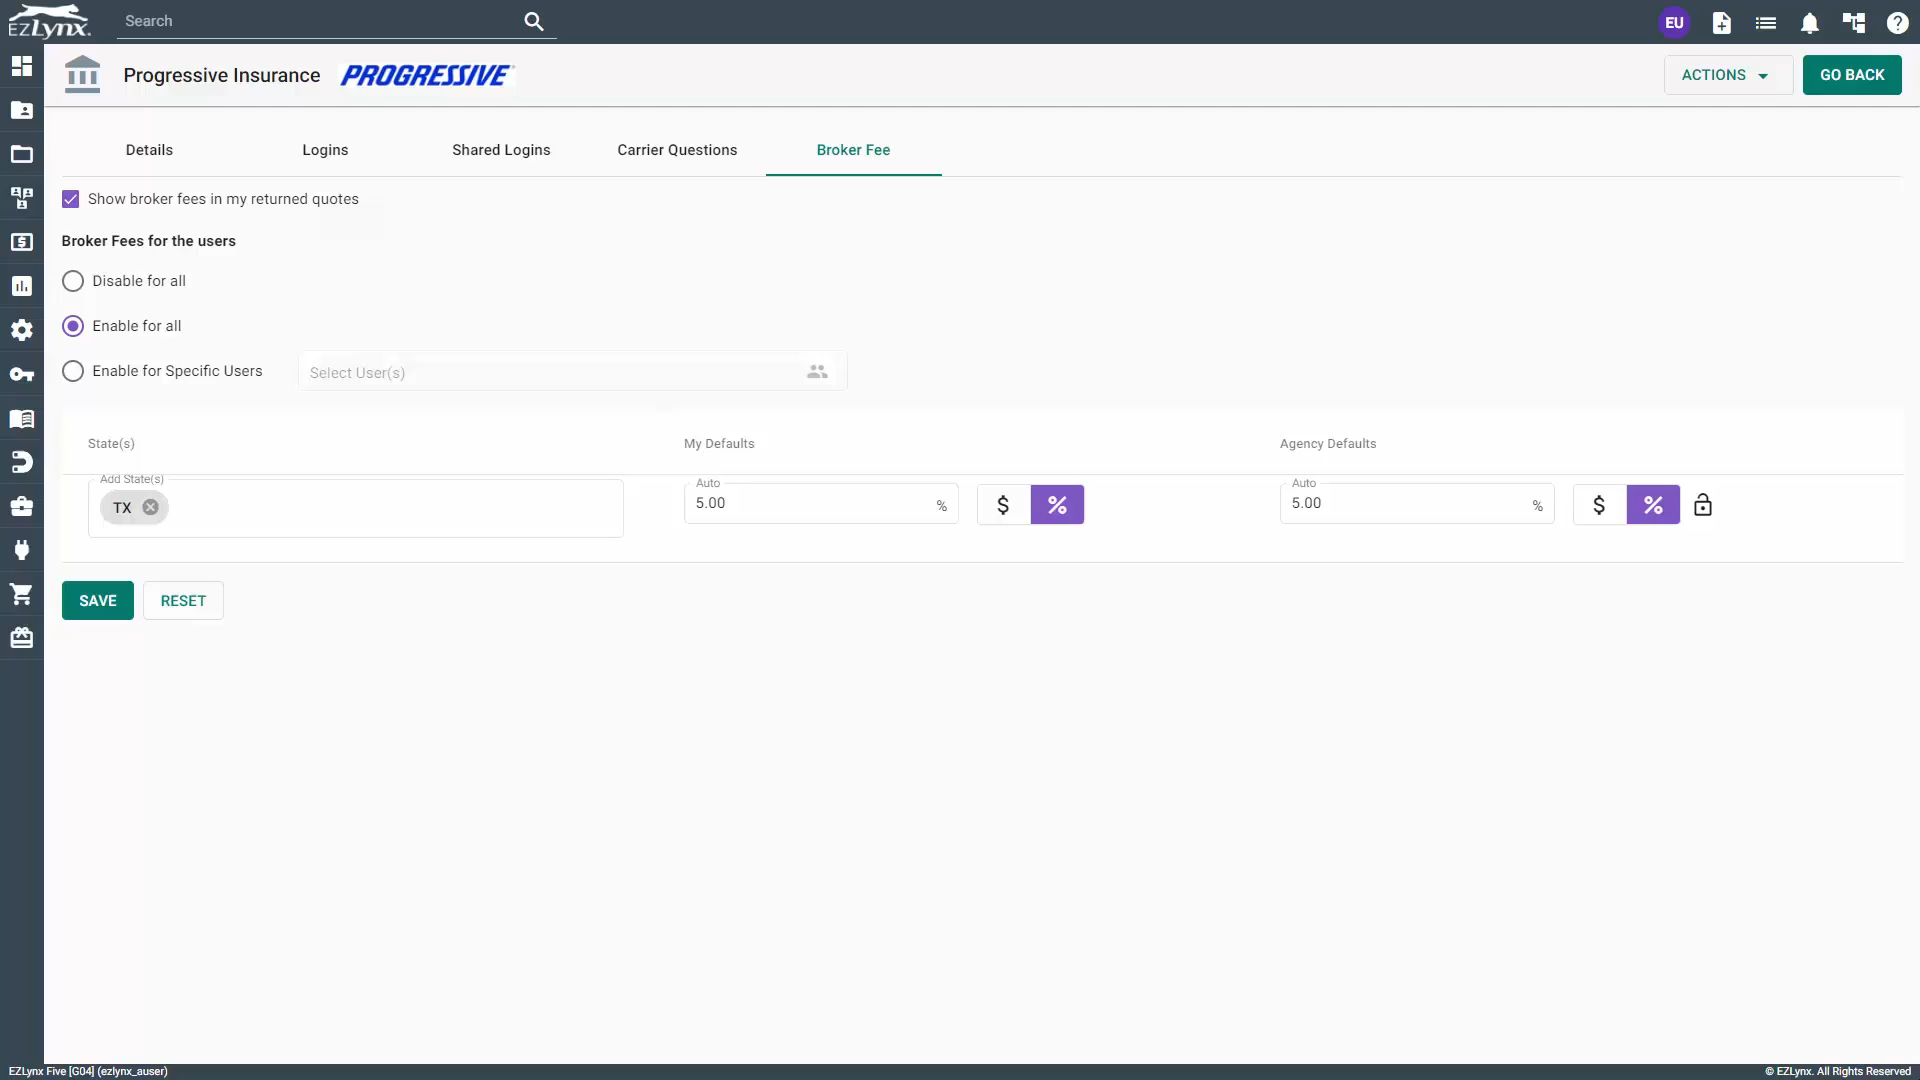 EZLynx.
Search
EU
Progressive Insurance
PROGRESSIVE
ACTIONS
GO BACK
Details
Logins
Shared Logins
Carrier Questions
Broker Fee
Show broker fees in my returned quotes
Broker Fees for the users
Disable for all
Enable for all
Enable for Specific Users
Select User(s)
State(s)
My Defaults
Agency Defaults
Add State(s)
TX
Auto
5.00
%
$
%
Auto
5.00
%
$
%
SAVE
RESET
EZLynx Five [G04] (ezlynx_auser)
© EZLynx. All Rights Reserved